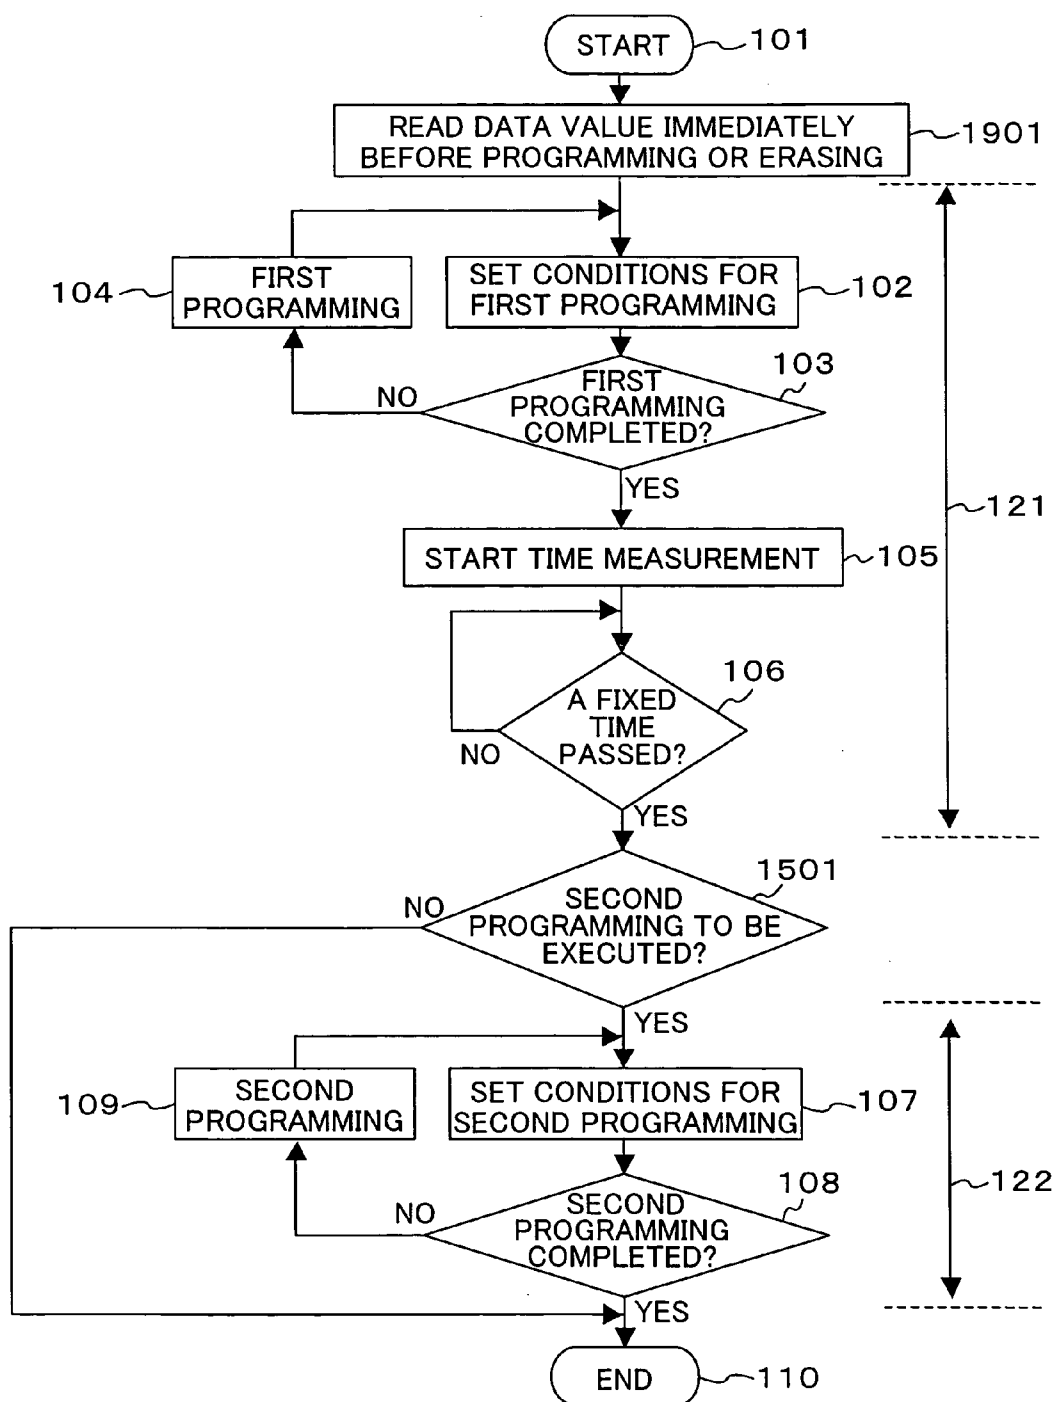 START
101
READ DATA VALUE IMMEDIATELY
BEFORE PROGRAMMING OR ERASING
1901
104
FIRST
PROGRAMMING
SET CONDITIONS FOR
FIRST PROGRAMMING
102
103
NO
FIRST
PROGRAMMING
COMPLETED?
YES
121
START TIME MEASUREMENT
105
106
A FIXED
TIME
PASSED?
NO
YES
1501
NO
SECOND
PROGRAMMING TO BE
EXECUTED?
YES
109
SECOND
PROGRAMMING
SET CONDITIONS FOR
SECOND PROGRAMMING
107
108
122
NO
SECOND
PROGRAMMING
COMPLETED?
YES
END
110